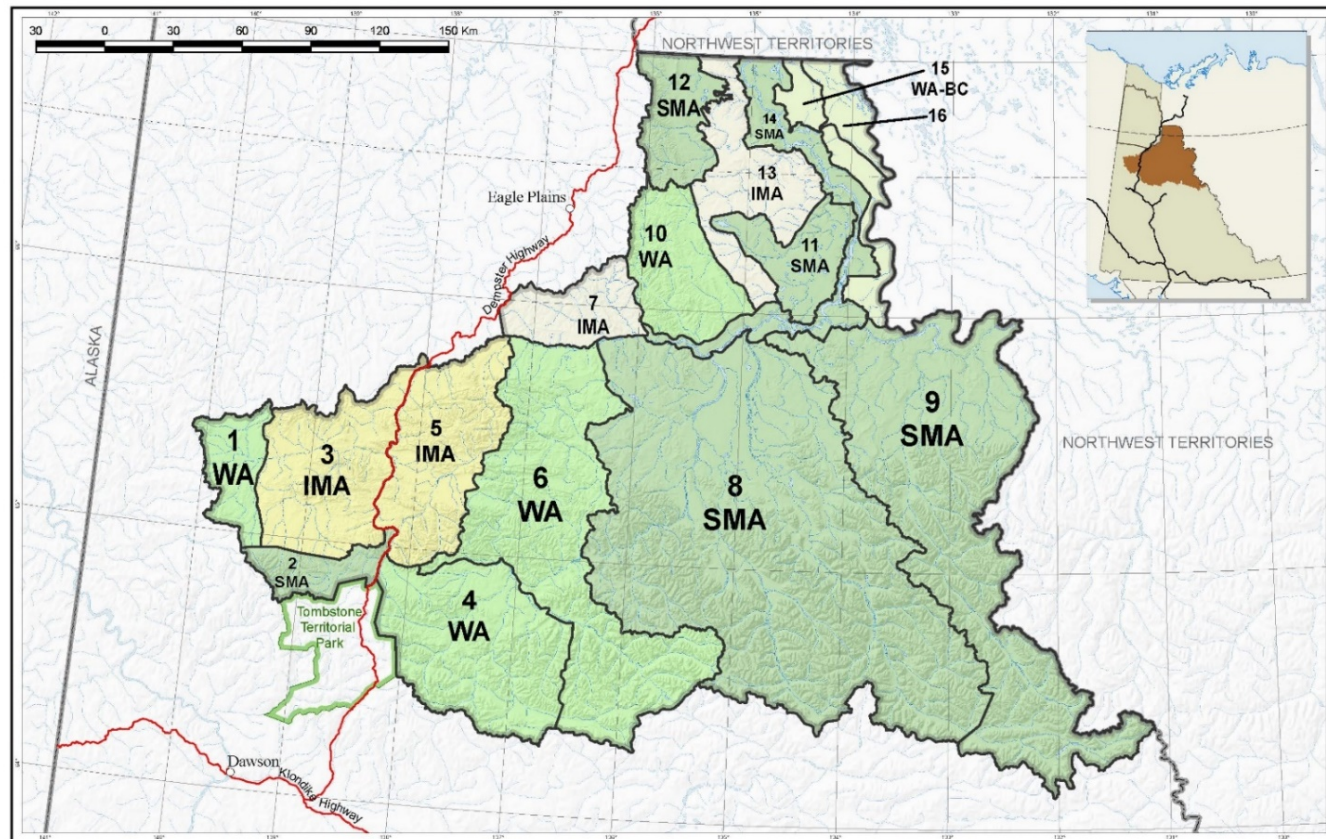 30 0 30 60 90 120 150 Km
NORTHWEST TERRITORIES
12
SMA
15
WA-BC
16
14
SMA
13
IMA
Eagle Plains
10
WA
11
SMA
Dempster Highway
7
IMA
ALASKA
9
SMA
NORTHWEST TERRITORIES
1
WA
3
IMA
5
IMA
6
WA
8
SMA
2
SMA
Tombstone
Territorial
Park
4
WA
Dawson
Klondike Highway